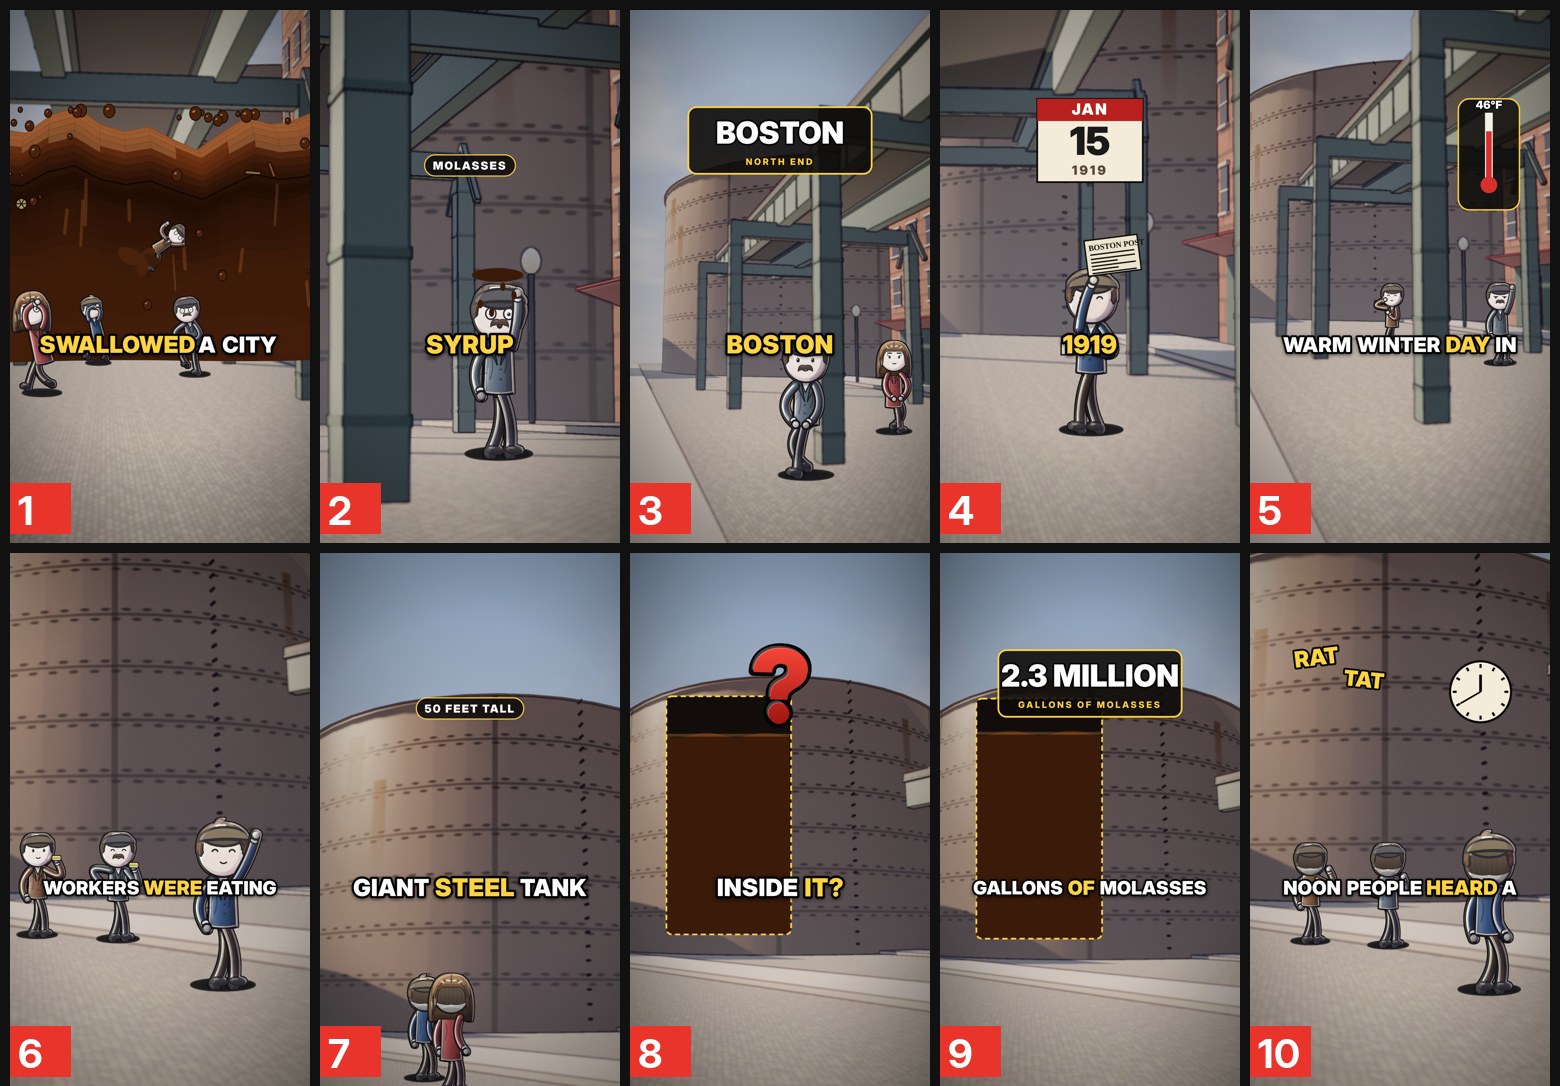 SWALLOWED A CITY
1
MOLASSES
SYRUP
2
BOSTON
NORTH END
BOSTON
3
JAN
15
1919
BOSTON POST
1919
4
46°F
WARM WINTER DAY IN
5
WORKERS WERE EATING
6
50 FEET TALL
GIANT STEEL TANK
7
?
INSIDE IT?
8
2.3 MILLION
GALLONS OF MOLASSES
GALLONS OF MOLASSES
9
RAT
TAT
NOON PEOPLE HEARD A
10